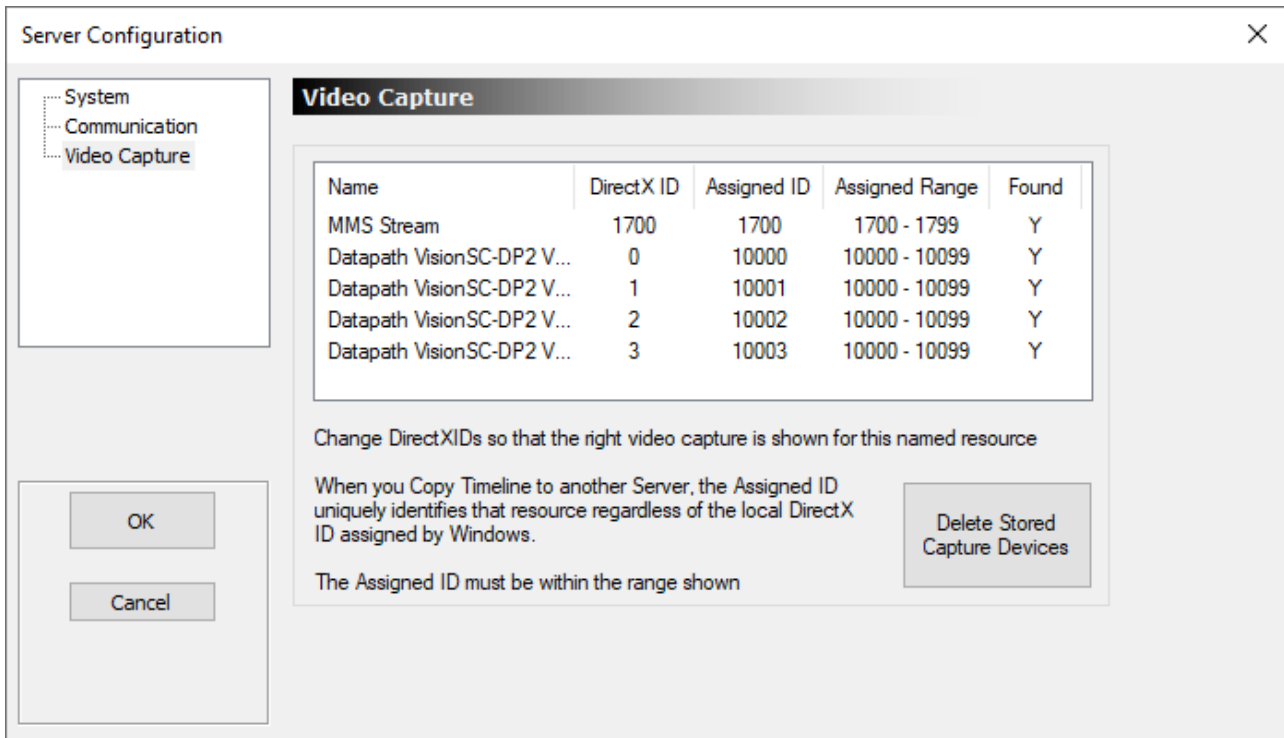 Server Configuration
System
Communication
Video Capture
Video Capture
Name DirectX ID Assigned ID Assigned Range Found
MMS Stream 1700 1700 1700 - 1799 Y
Datapath VisionSC-DP2 V... 0 10000 10000 - 10099 Y
Datapath VisionSC-DP2 V... 1 10001 10000 - 10099 Y
Datapath VisionSC-DP2 V... 2 10002 10000 - 10099 Y
Datapath VisionSC-DP2 V... 3 10003 10000 - 10099 Y
Change DirectXIDs so that the right video capture is shown for this named resource
When you Copy Timeline to another Server, the Assigned ID
uniquely identifies that resource regardless of the local DirectX
ID assigned by Windows.
The Assigned ID must be within the range shown
Delete Stored
Capture Devices
OK
Cancel